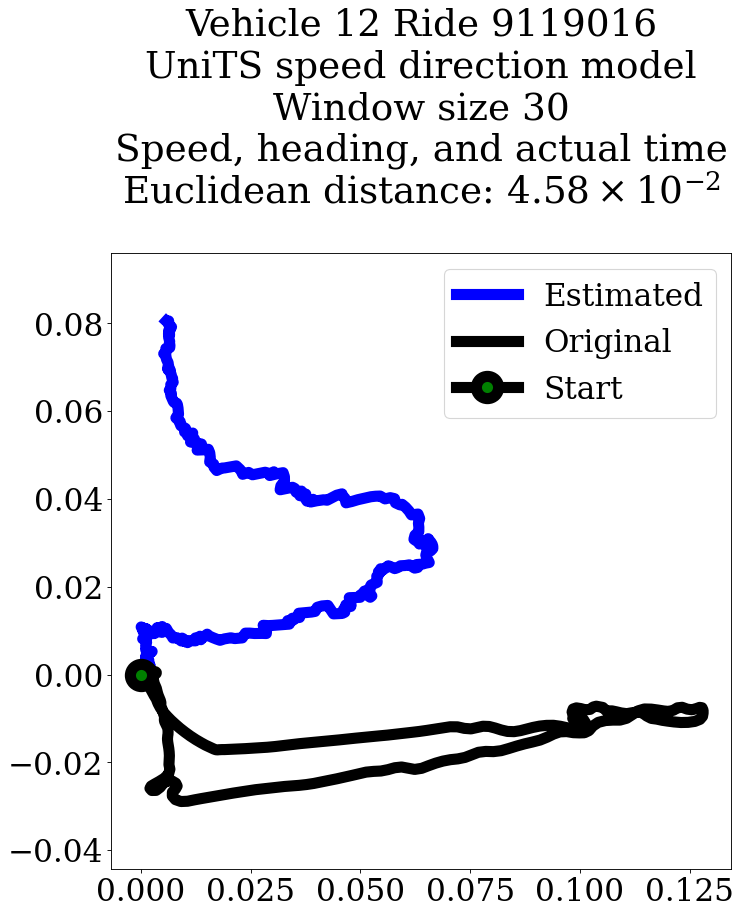 Vehicle 12 Ride 9119016
UniTS speed direction model
Window size 30
Speed, heading, and actual time
Euclidean distance: 4.58 × 10⁻²
Estimated
Original
Start
0.08
0.06
0.04
0.02
0.00
−0.02
−0.04
0.000 0.025 0.050 0.075 0.100 0.125